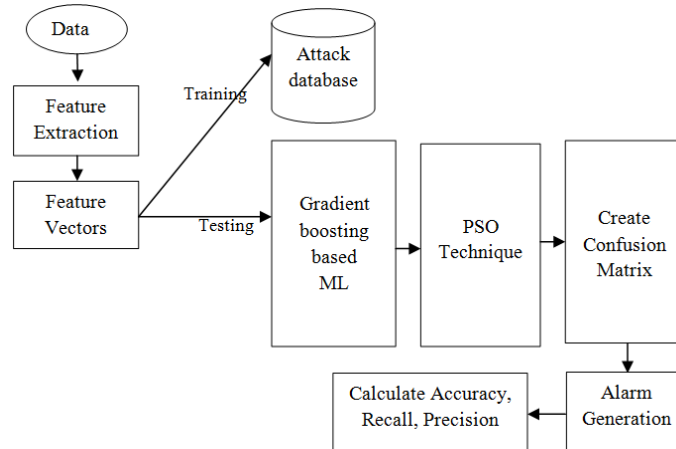 Data
Attack
database
Training
Feature
Extraction
Feature
Vectors
Testing
Gradient
boosting
based
ML
PSO
Technique
Create
Confusion
Matrix
Calculate Accuracy,
Recall, Precision
Alarm
Generation